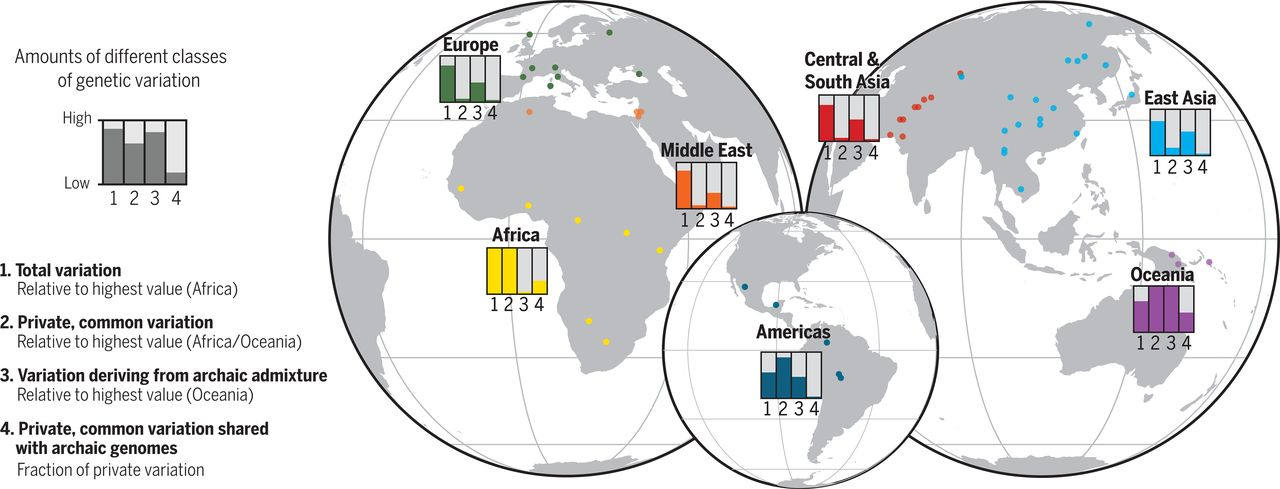 Amounts of different classes
of genetic variation
High
Low
1 2 3 4
1. Total variation
Relative to highest value (Africa)
2. Private, common variation
Relative to highest value (Africa/Oceania)
3. Variation deriving from archaic admixture
Relative to highest value (Oceania)
4. Private, common variation shared
with archaic genomes
Fraction of private variation
Europe
1 2 3 4
Middle East
1 2 3 4
Africa
1 2 3 4
Americas
1 2 3 4
Central &
South Asia
1 2 3 4
East Asia
1 2 3 4
Oceania
1 2 3 4